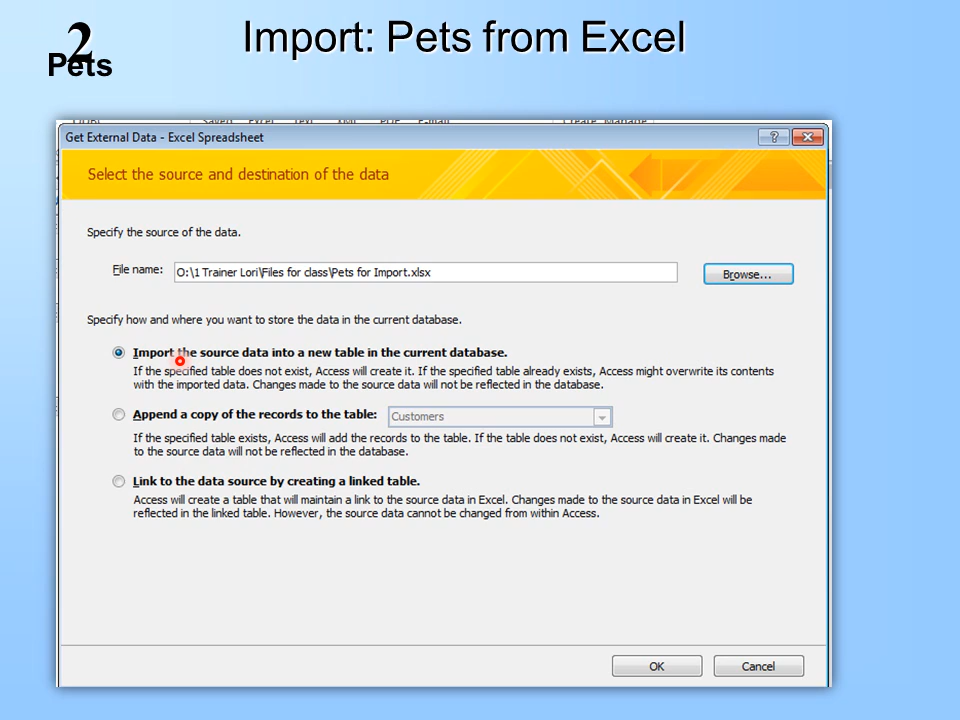 2
Pets
Import: Pets from Excel
Saved Excel Text XML PDF E-mail Create Manage
Get External Data - Excel Spreadsheet
Select the source and destination of the data
Specify the source of the data.
File name: O:\1 Trainer Lori\Files for class\Pets for Import.xlsx Browse...
Specify how and where you want to store the data in the current database.
Import the source data into a new table in the current database.
If the specified table does not exist, Access will create it. If the specified table already exists, Access might overwrite its contents
with the imported data. Changes made to the source data will not be reflected in the database.
Append a copy of the records to the table: Customers
If the specified table exists, Access will add the records to the table. If the table does not exist, Access will create it. Changes made
to the source data will not be reflected in the database.
Link to the data source by creating a linked table.
Access will create a table that will maintain a link to the source data in Excel. Changes made to the source data in Excel will be
reflected in the linked table. However, the source data cannot be changed from within Access.
OK Cancel